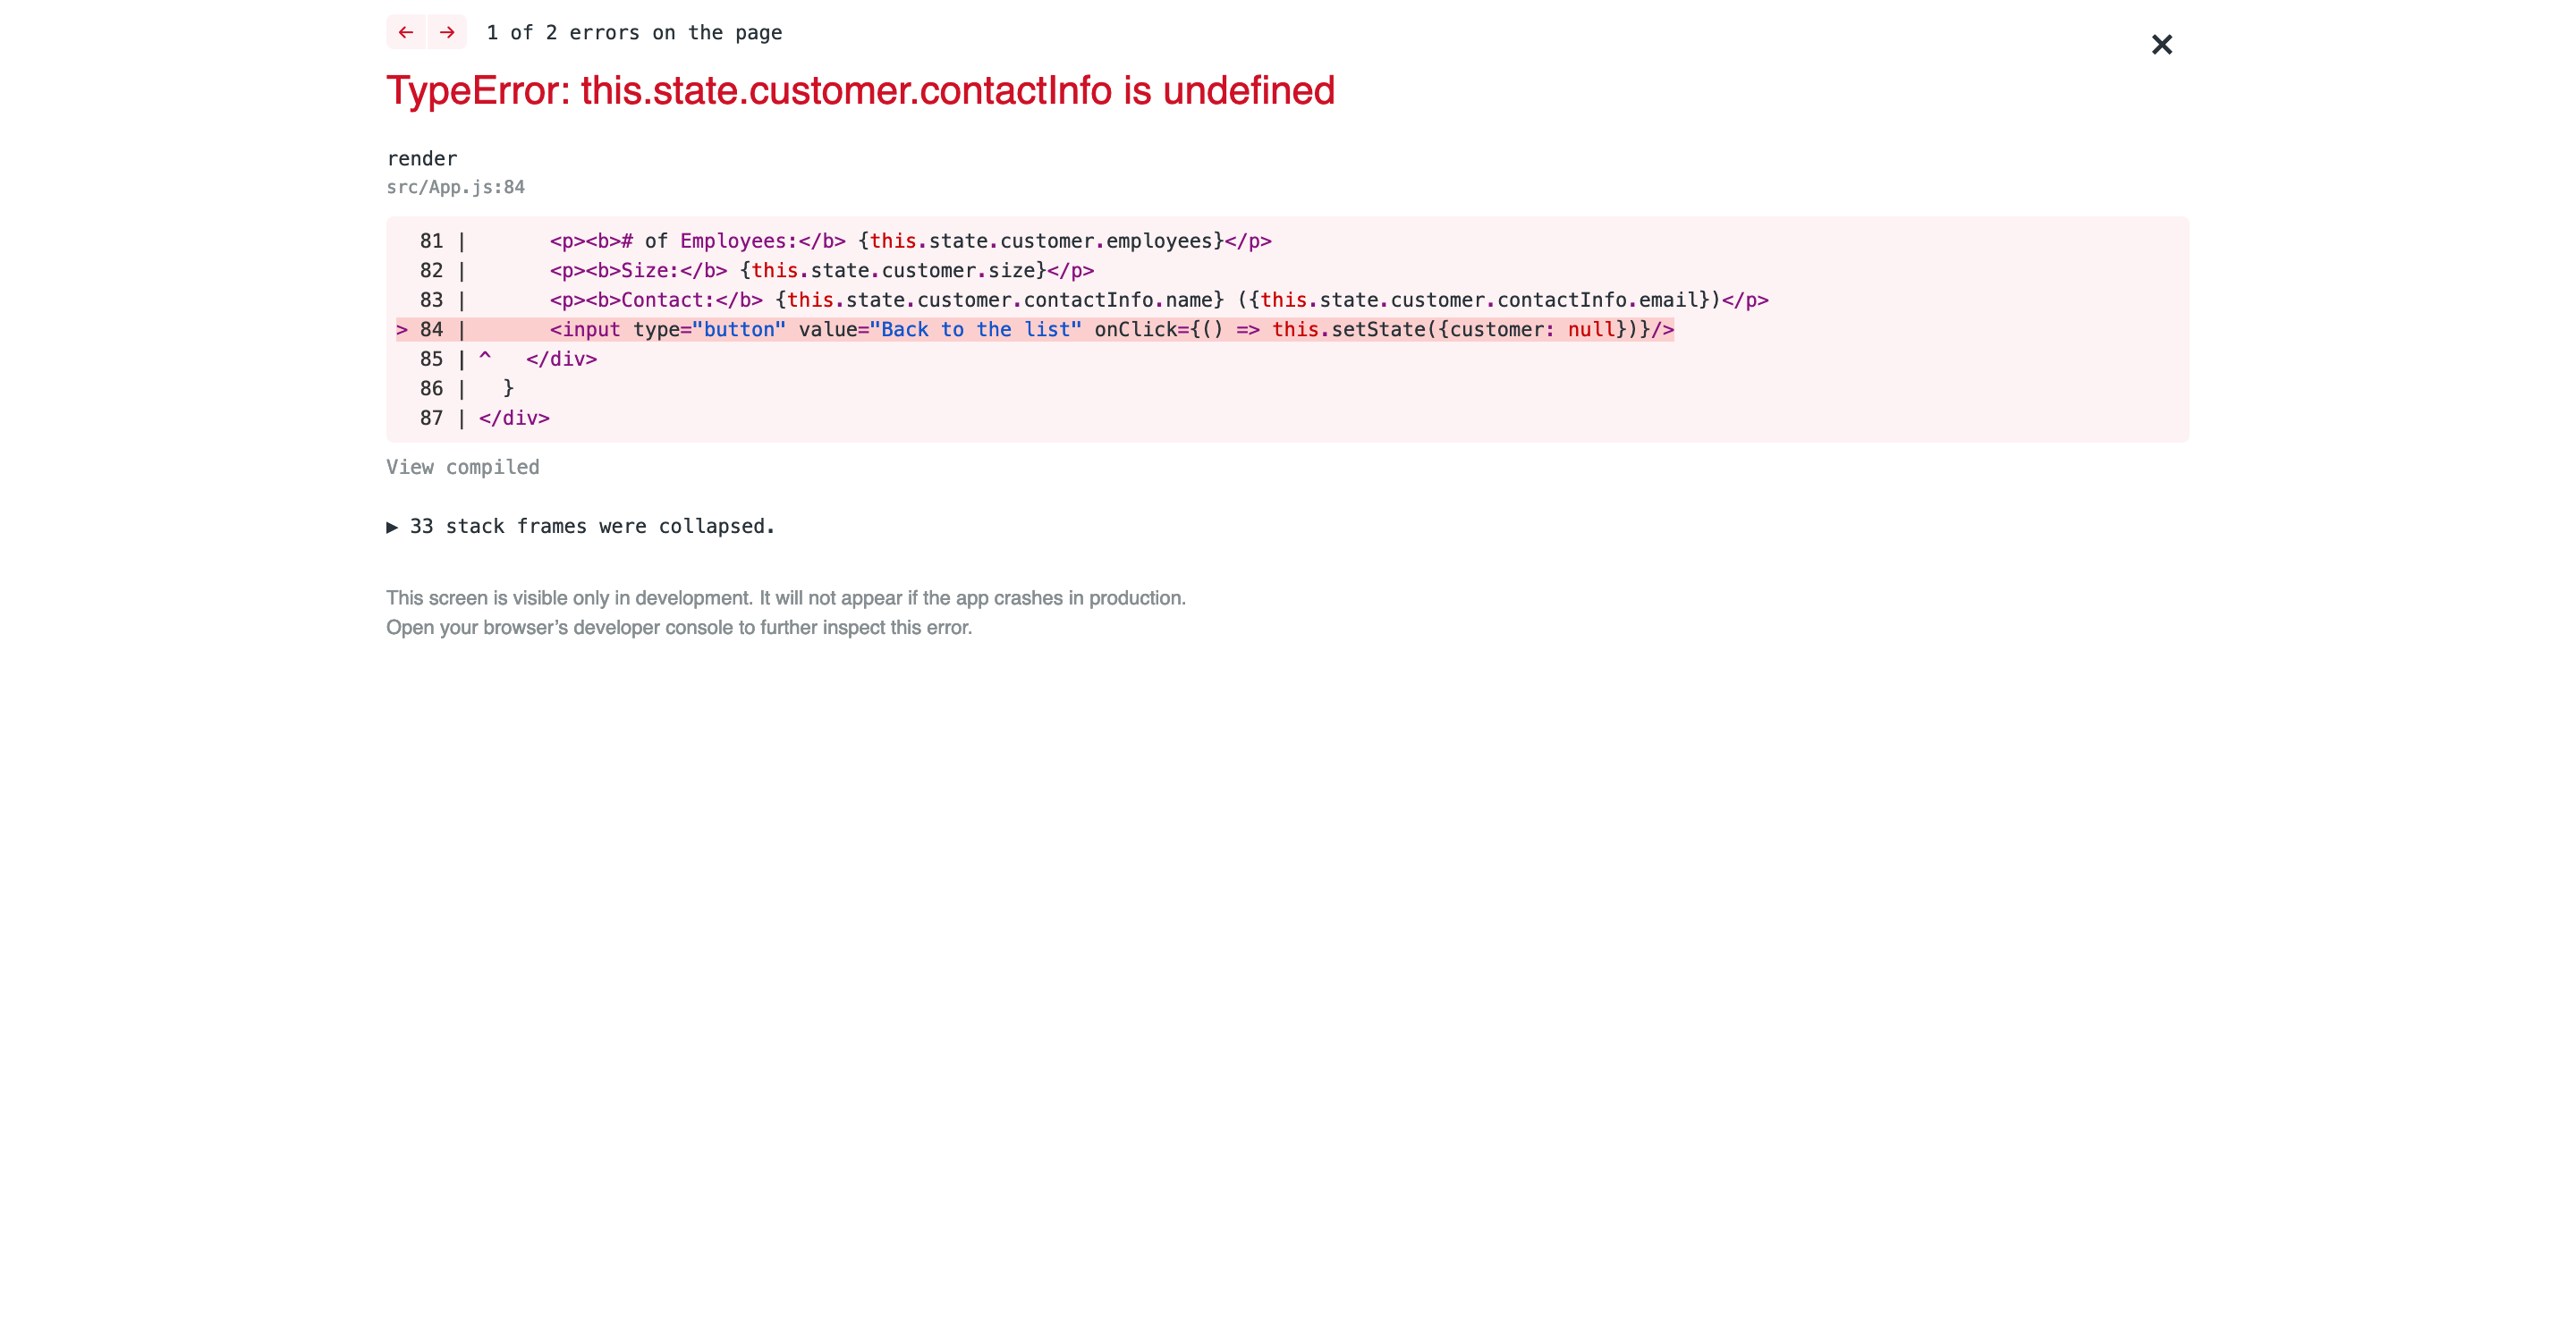 ← → 1 of 2 errors on the page ×
TypeError: this.state.customer.contactInfo is undefined
render
src/App.js:84
81 | <p><b># of Employees:</b> {this.state.customer.employees}</p>
82 | <p><b>Size:</b> {this.state.customer.size}</p>
83 | <p><b>Contact:</b> {this.state.customer.contactInfo.name} ({this.state.customer.contactInfo.email})</p>
> 84 | <input type="button" value="Back to the list" onClick={() => this.setState({customer: null})}/>
85 | ^ </div>
86 | }
87 | </div>
View compiled
▶ 33 stack frames were collapsed.
This screen is visible only in development. It will not appear if the app crashes in production.
Open your browser’s developer console to further inspect this error.